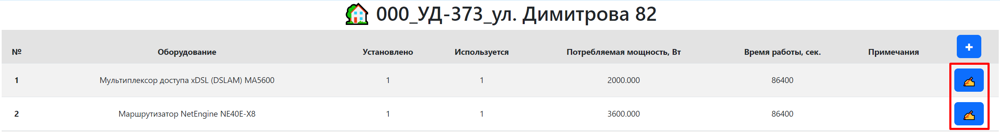 000_УД-373_ул. Димитрова 82
№ Оборудование Установлено Используется Потребляемая мощность, Вт Время работы, сек. Примечания +
1 Мультиплексор доступа xDSL (DSLAM) MA5600 1 1 2000.000 86400
2 Маршрутизатор NetEngine NE40E-X8 1 1 3600.000 86400